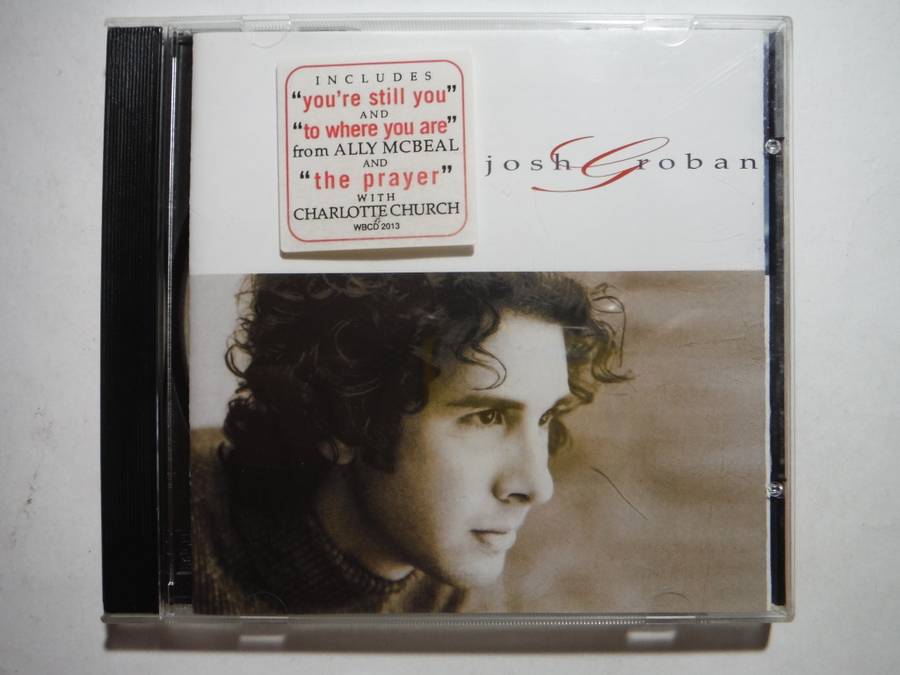 INCLUDES
"you're still you"
AND
"to where you are"
from ALLY MCBEAL
AND
"the prayer"
WITH
CHARLOTTE CHURCH
WBCD 2013
josh Groban